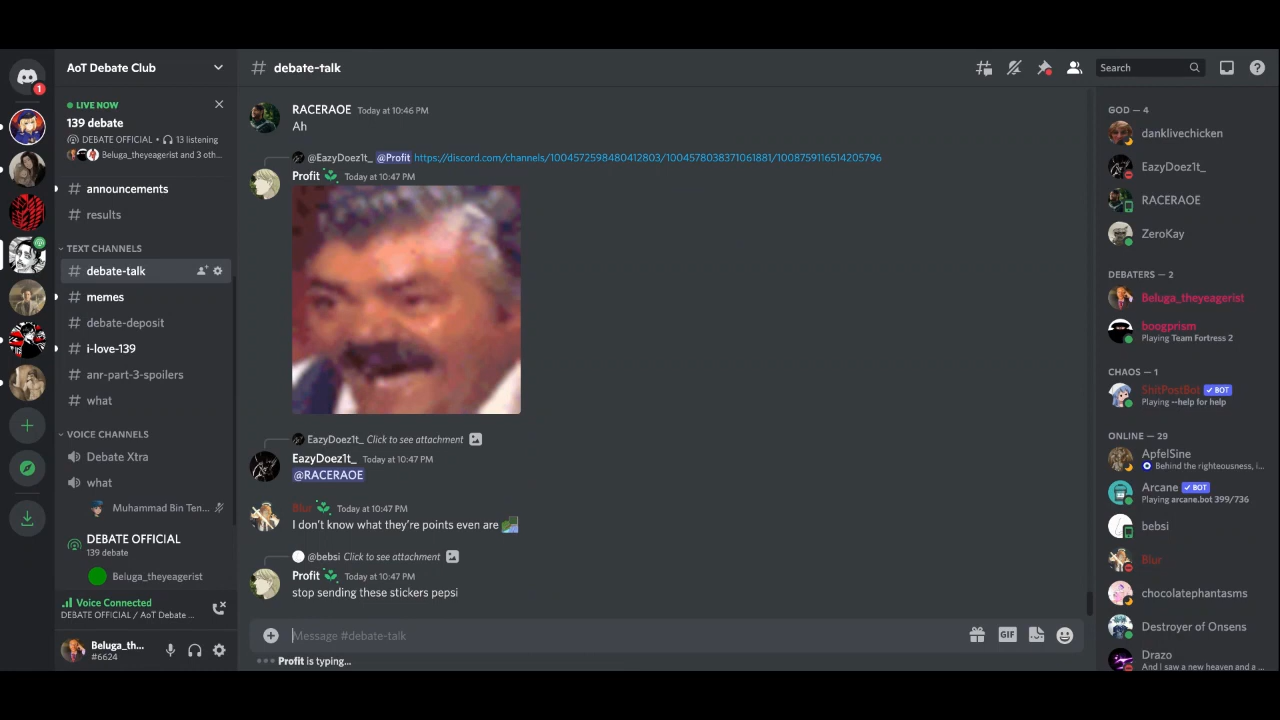 AoT Debate Club
1
LIVE NOW
139 debate
DEBATE OFFICIAL • 13 listening
Beluga_theyeagerist and 3 oth...
announcements
results
TEXT CHANNELS
debate-talk
memes
debate-deposit
i-love-139
anr-part-3-spoilers
what
VOICE CHANNELS
Debate Xtra
what
Muhammad Bin Ten...
DEBATE OFFICIAL
139 debate
Beluga_theyeagerist
Voice Connected
DEBATE OFFICIAL / AoT Debate ...
Beluga_th...
#6624
# debate-talk
Search
RACERAOE Today at 10:46 PM
Ah
@EazyDoez1t_ @Profit https://discord.com/channels/1004572598480412803/1004578038371061881/1008759116514205796
Profit Today at 10:47 PM
EazyDoez1t_ Click to see attachment
EazyDoez1t_ Today at 10:47 PM
@RACERAOE
Blur Today at 10:47 PM
I don't know what they're points even are
@bebsi Click to see attachment
Profit Today at 10:47 PM
stop sending these stickers pepsi
Message #debate-talk
GIF
Profit is typing...
GOD — 4
danklivechicken
EazyDoez1t_
RACERAOE
ZeroKay
DEBATERS — 2
Beluga_theyeagerist
boogprism
Playing Team Fortress 2
CHAOS — 1
ShitPostBot BOT
Playing --help for help
ONLINE — 29
ApfelSine
Behind the righteousness, i...
Arcane BOT
Playing arcane.bot 399/736
bebsi
Blur
chocolatephantasms
Destroyer of Onsens
Drazo
And I saw a new heaven and a ...